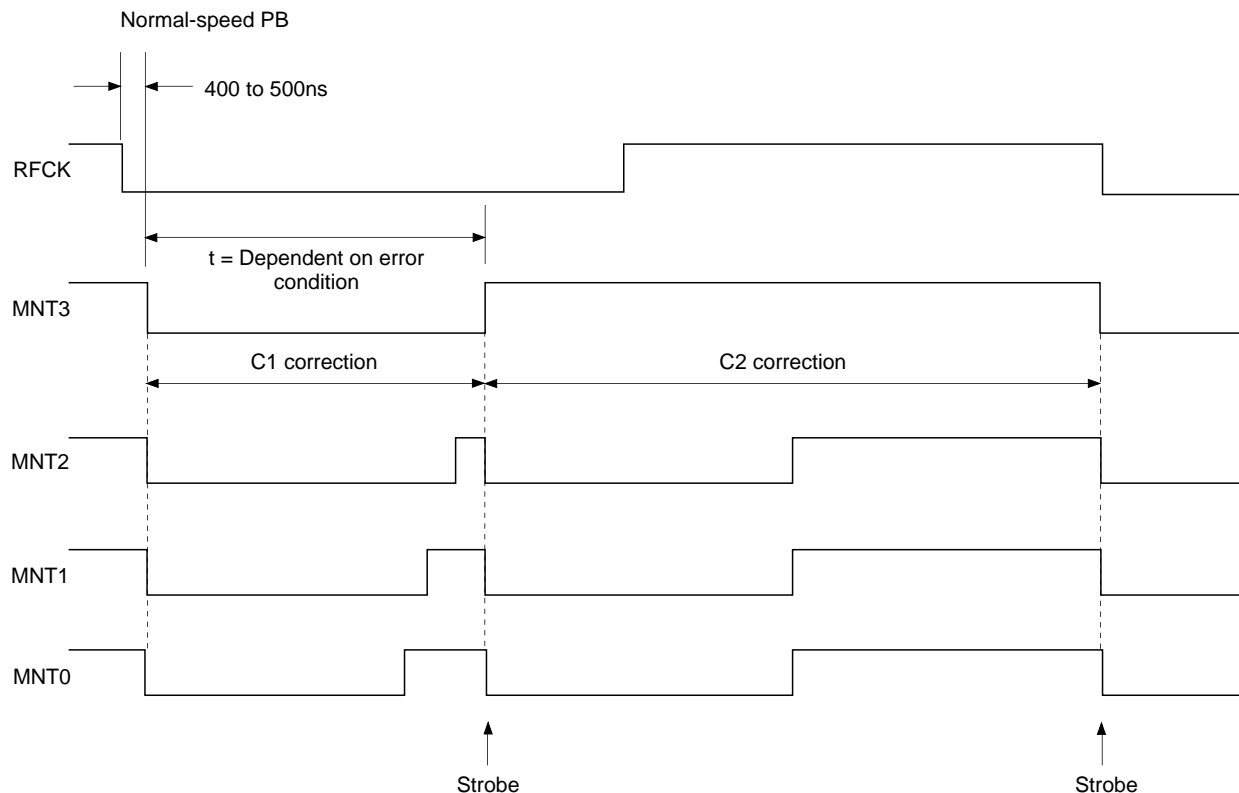 Normal-speed PB
400 to 500ns
RFCK
t = Dependent on error
condition
MNT3
C1 correction
C2 correction
MNT2
MNT1
MNT0
Strobe
Strobe